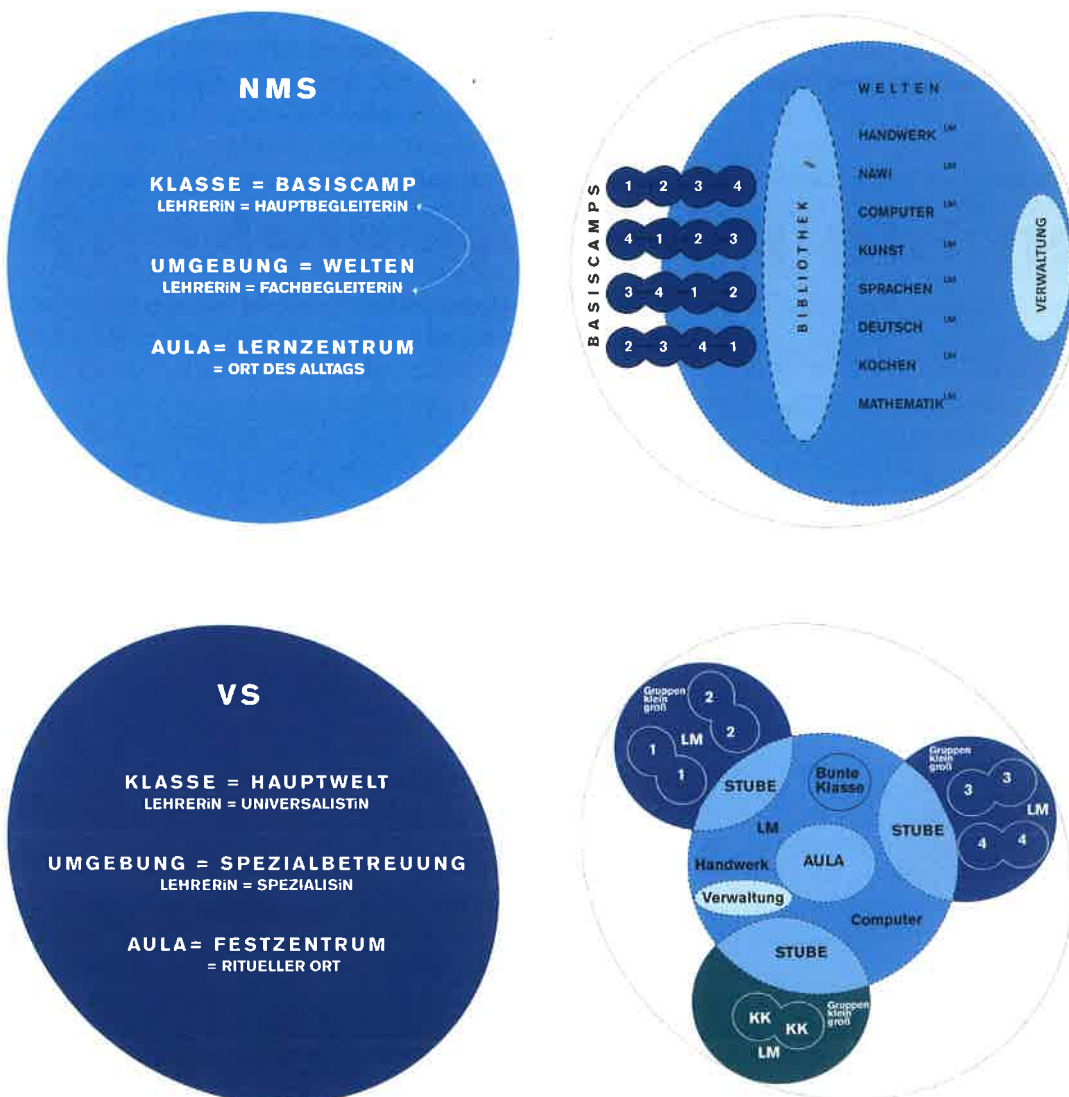 NMS
KLASSE = BASISCAMP
LEHRERiN = HAUPTBEGLEITERiN
UMGEBUNG = WELTEN
LEHRERiN = FACHBEGLEITERiN
AULA= LERNZENTRUM
= ORT DES ALLTAGS
BASISCAMPS
1 2 3 4
4 1 2 3
3 4 1 2
2 3 4 1
BIBLIOTHEK
WELTEN
HANDWERK LM
NAWI LM
COMPUTER LM
KUNST LM
SPRACHEN LM
DEUTSCH LM
KOCHEN LM
MATHEMATIK LM
VERWALTUNG
VS
KLASSE = HAUPTWELT
LEHRERiN = UNIVERSALISTiN
UMGEBUNG = SPEZIALBETREUUNG
LEHRERiN = SPEZIALISiN
AULA= FESTZENTRUM
= RITUELLER ORT
Gruppen
klein
groß
2
2
LM
1
1
STUBE
Bunte
Klasse
LM
Handwerk
AULA
Verwaltung
Computer
STUBE
Gruppen
klein
groß
3
3
LM
4
4
STUBE
KK
KK
Gruppen
klein
groß
LM